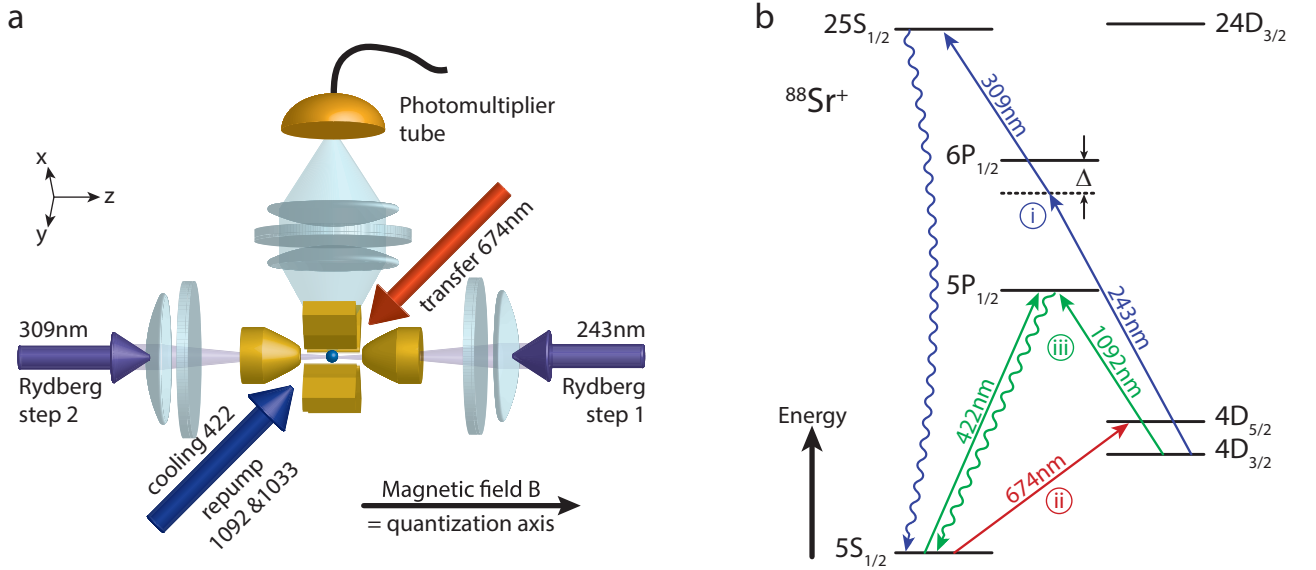 a
Photomultiplier
tube
x
z
y
transfer 674nm
309nm
Rydberg
step 2
243nm
Rydberg
step 1
cooling 422
repump
1092 &1033
Magnetic field B
= quantization axis
b
25S1/2
24D3/2
88Sr+
309nm
6P1/2
Δ
i
5P1/2
243nm
iii
1092nm
422nm
Energy
4D5/2
4D3/2
674nm
ii
5S1/2